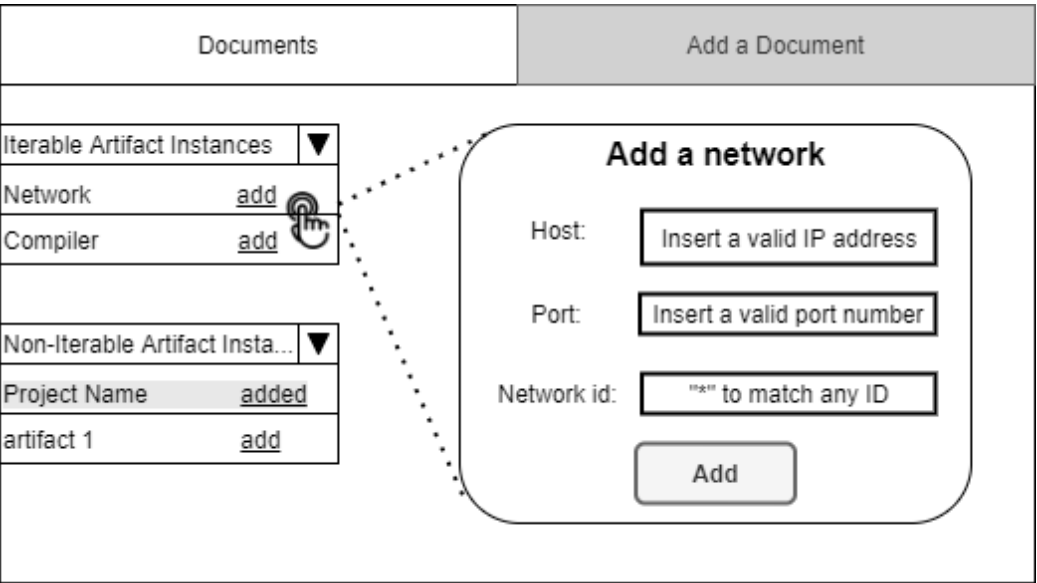 Documents
Add a Document
Iterable Artifact Instances
Network add
Compiler add
Non-Iterable Artifact Insta...
Project Name added
artifact 1 add
Add a network
Host: Insert a valid IP address
Port: Insert a valid port number
Network id: "*" to match any ID
Add